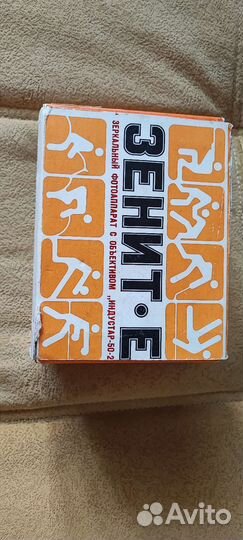 ЗЕНИТ·Е
ЗЕРКАЛЬНЫЙ ФОТОАППАРАТ С ОБЪЕКТИВОМ „ИНДУСТАР-50-2
Avito